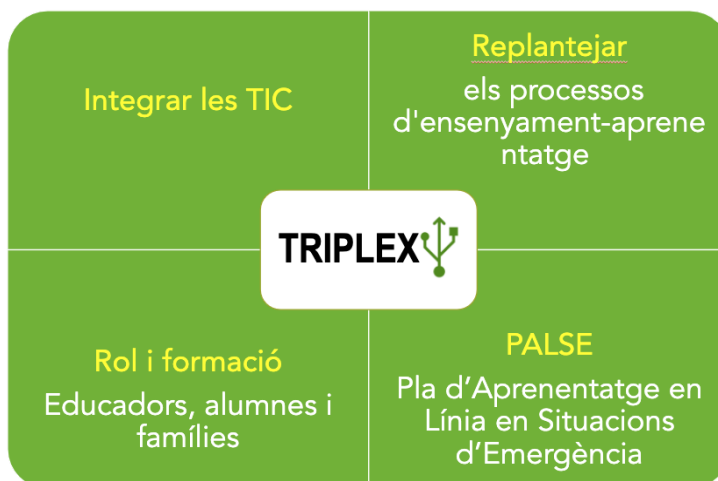 Integrar les TIC
Replantejar
els processos
d'ensenyament-aprene
ntatge
TRIPLEX
Rol i formació
Educadors, alumnes i
famílies
PALSE
Pla d’Aprenentatge en
Línia en Situacions
d’Emergència